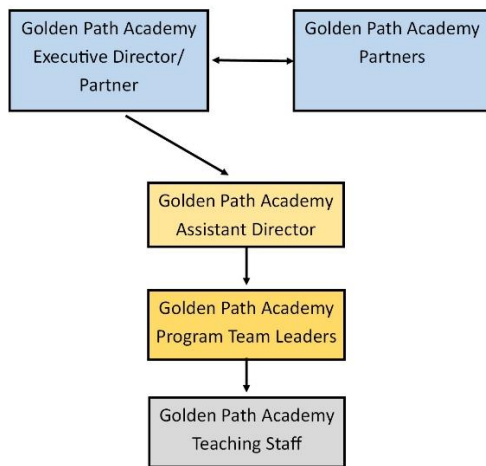 Golden Path Academy
Executive Director/
Partner
Golden Path Academy
Partners
Golden Path Academy
Assistant Director
Golden Path Academy
Program Team Leaders
Golden Path Academy
Teaching Staff